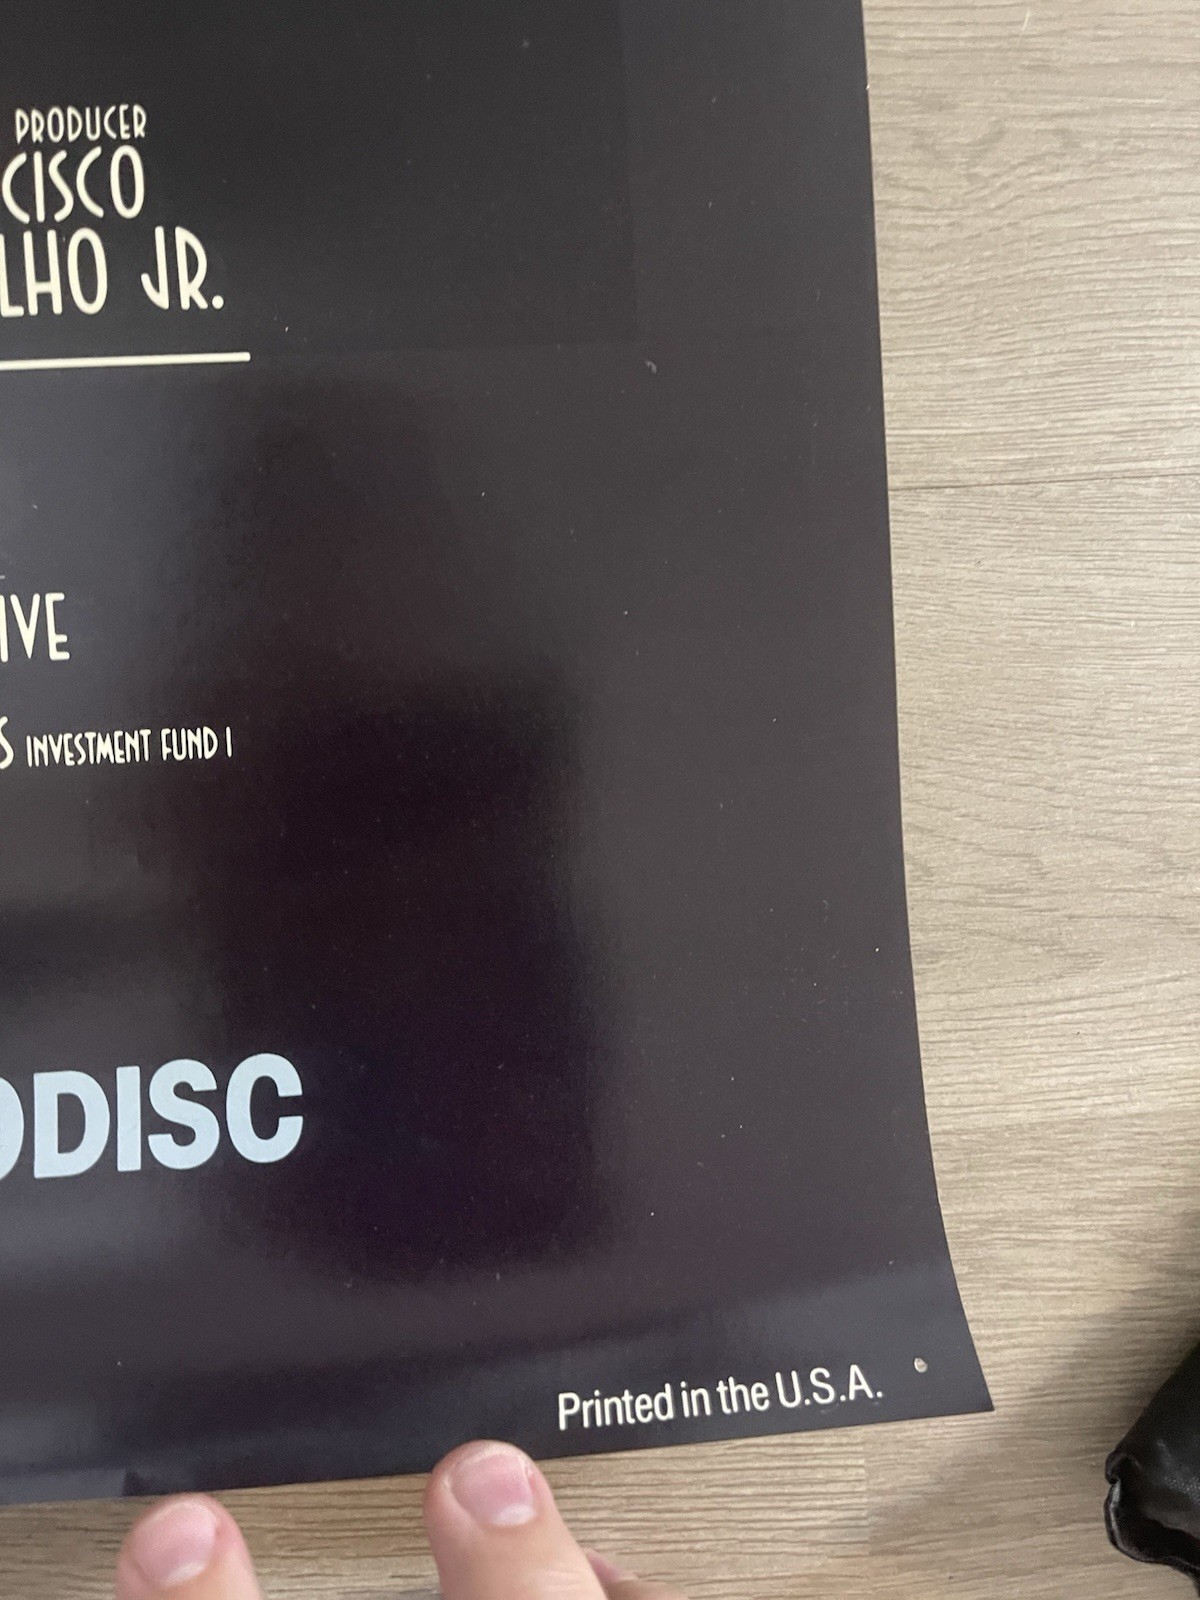 PRODUCER
CISCO
LHO JR.
IVE
S INVESTMENT FUND I
DISC
Printed in the U.S.A.